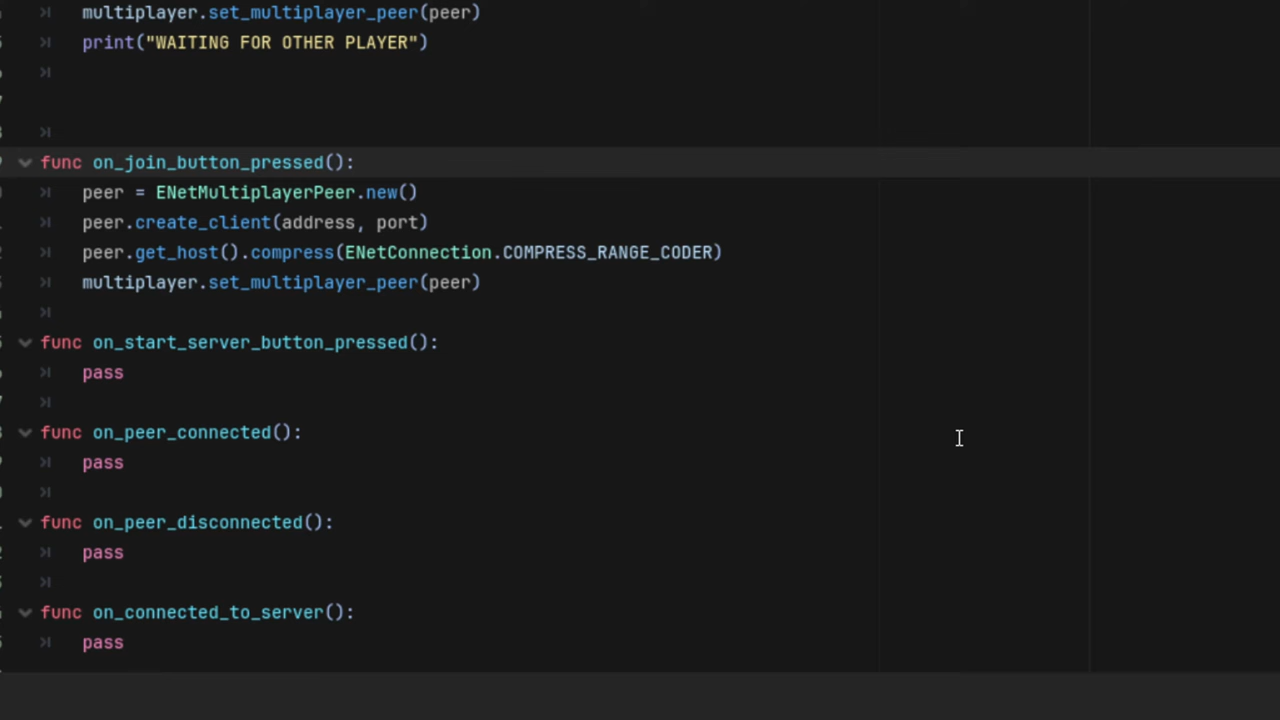 multiplayer.set_multiplayer_peer(peer)
print("WAITING FOR OTHER PLAYER")
func on_join_button_pressed():
peer = ENetMultiplayerPeer.new()
peer.create_client(address, port)
peer.get_host().compress(ENetConnection.COMPRESS_RANGE_CODER)
multiplayer.set_multiplayer_peer(peer)
func on_start_server_button_pressed():
pass
func on_peer_connected():
pass
func on_peer_disconnected():
pass
func on_connected_to_server():
pass